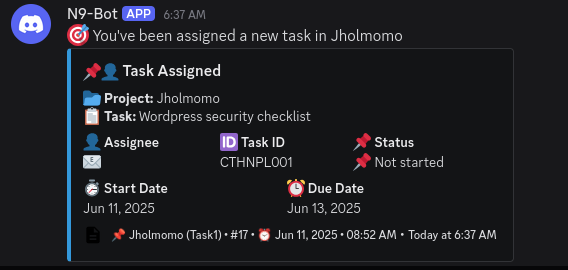 N9-Bot APP 6:37 AM
🎯 You've been assigned a new task in Jholmomo
📌👤 Task Assigned
📂 Project: Jholmomo
📋 Task: Wordpress security checklist
👤 Assignee 🆔 Task ID 📌 Status
📧 CTHNPL001 📌 Not started
⏱️ Start Date ⏰ Due Date
Jun 11, 2025 Jun 13, 2025
📌 Jholmomo (Task1) • #17 • ⏰ Jun 11, 2025 • 08:52 AM • Today at 6:37 AM